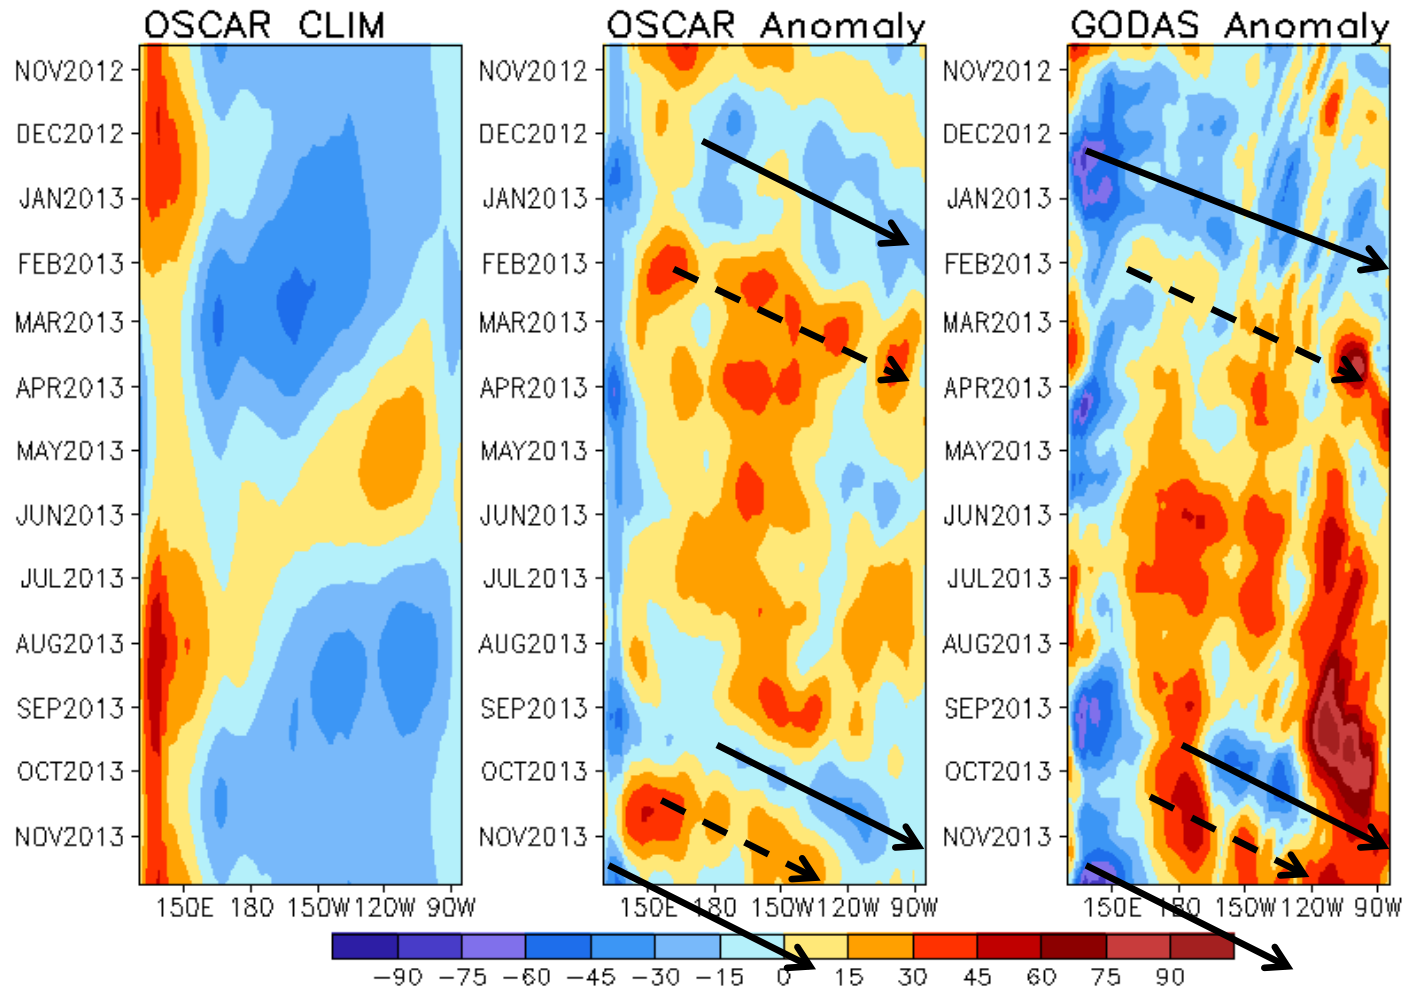 OSCAR CLIM
NOV2012
DEC2012
JAN2013
FEB2013
MAR2013
APR2013
MAY2013
JUN2013
JUL2013
AUG2013
SEP2013
OCT2013
NOV2013
150E 180 150W 120W 90W
OSCAR Anomaly
NOV2012
DEC2012
JAN2013
FEB2013
MAR2013
APR2013
MAY2013
JUN2013
JUL2013
AUG2013
SEP2013
OCT2013
NOV2013
150E 180 150W 120W 90W
GODAS Anomaly
NOV2012
DEC2012
JAN2013
FEB2013
MAR2013
APR2013
MAY2013
JUN2013
JUL2013
AUG2013
SEP2013
OCT2013
NOV2013
150E 180 150W 120W 90W
−90 −75 −60 −45 −30 −15 0 15 30 45 60 75 90